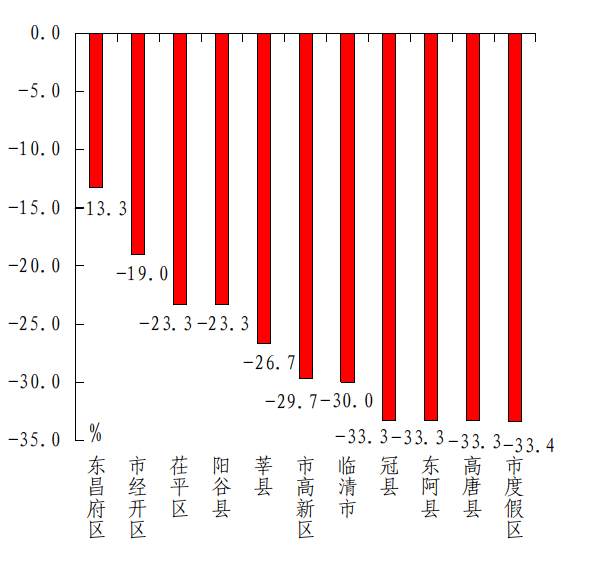 0.0
-5.0
-10.0
-15.0
-20.0
-25.0
-30.0
-35.0
%
-13.3
-19.0
-23.3
-23.3
-26.7
-29.7
-30.0
-33.3
-33.3
-33.3
-33.4
东昌府区
市经开区
茌平区
阳谷县
莘县
市高新区
临清市
冠县
东阿县
高唐县
市度假区